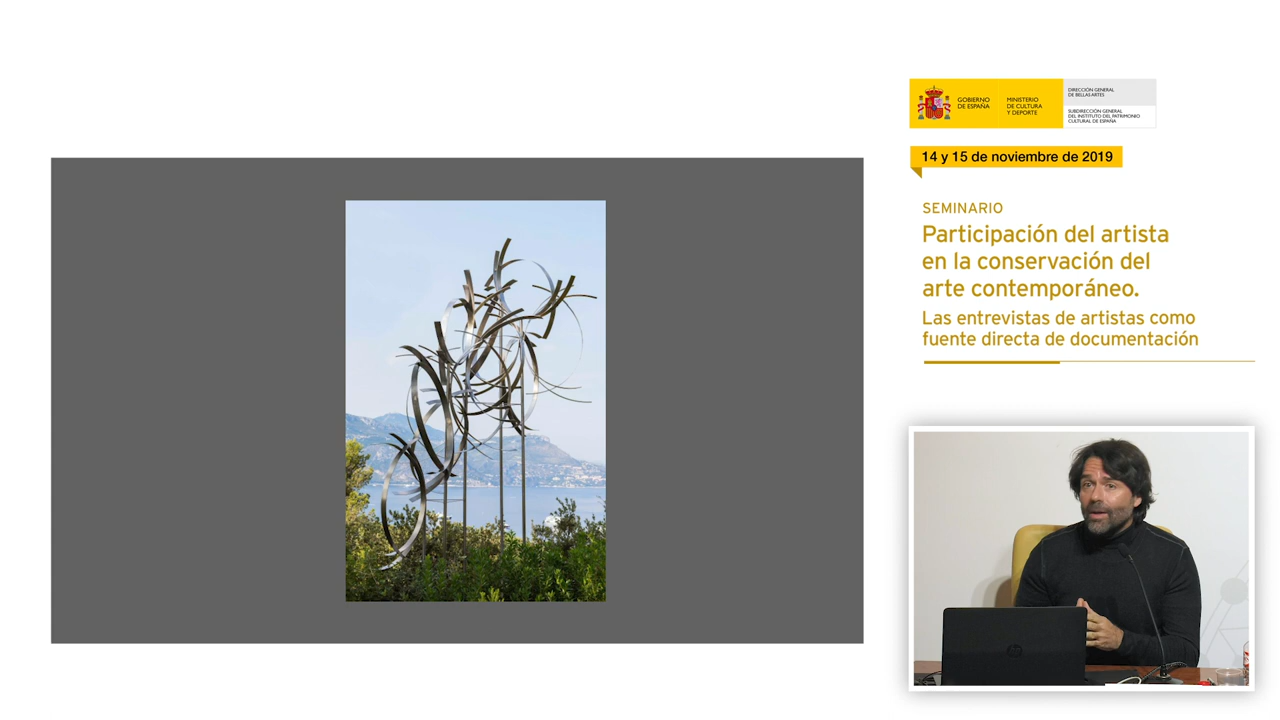 GOBIERNO
DE ESPAÑA
MINISTERIO
DE CULTURA
Y DEPORTE
DIRECCIÓN GENERAL
DE BELLAS ARTES
SUBDIRECCIÓN GENERAL
DEL INSTITUTO DEL PATRIMONIO
CULTURAL DE ESPAÑA
14 y 15 de noviembre de 2019
SEMINARIO
Participación del artista
en la conservación del
arte contemporáneo.
Las entrevistas de artistas como
fuente directa de documentación
hp